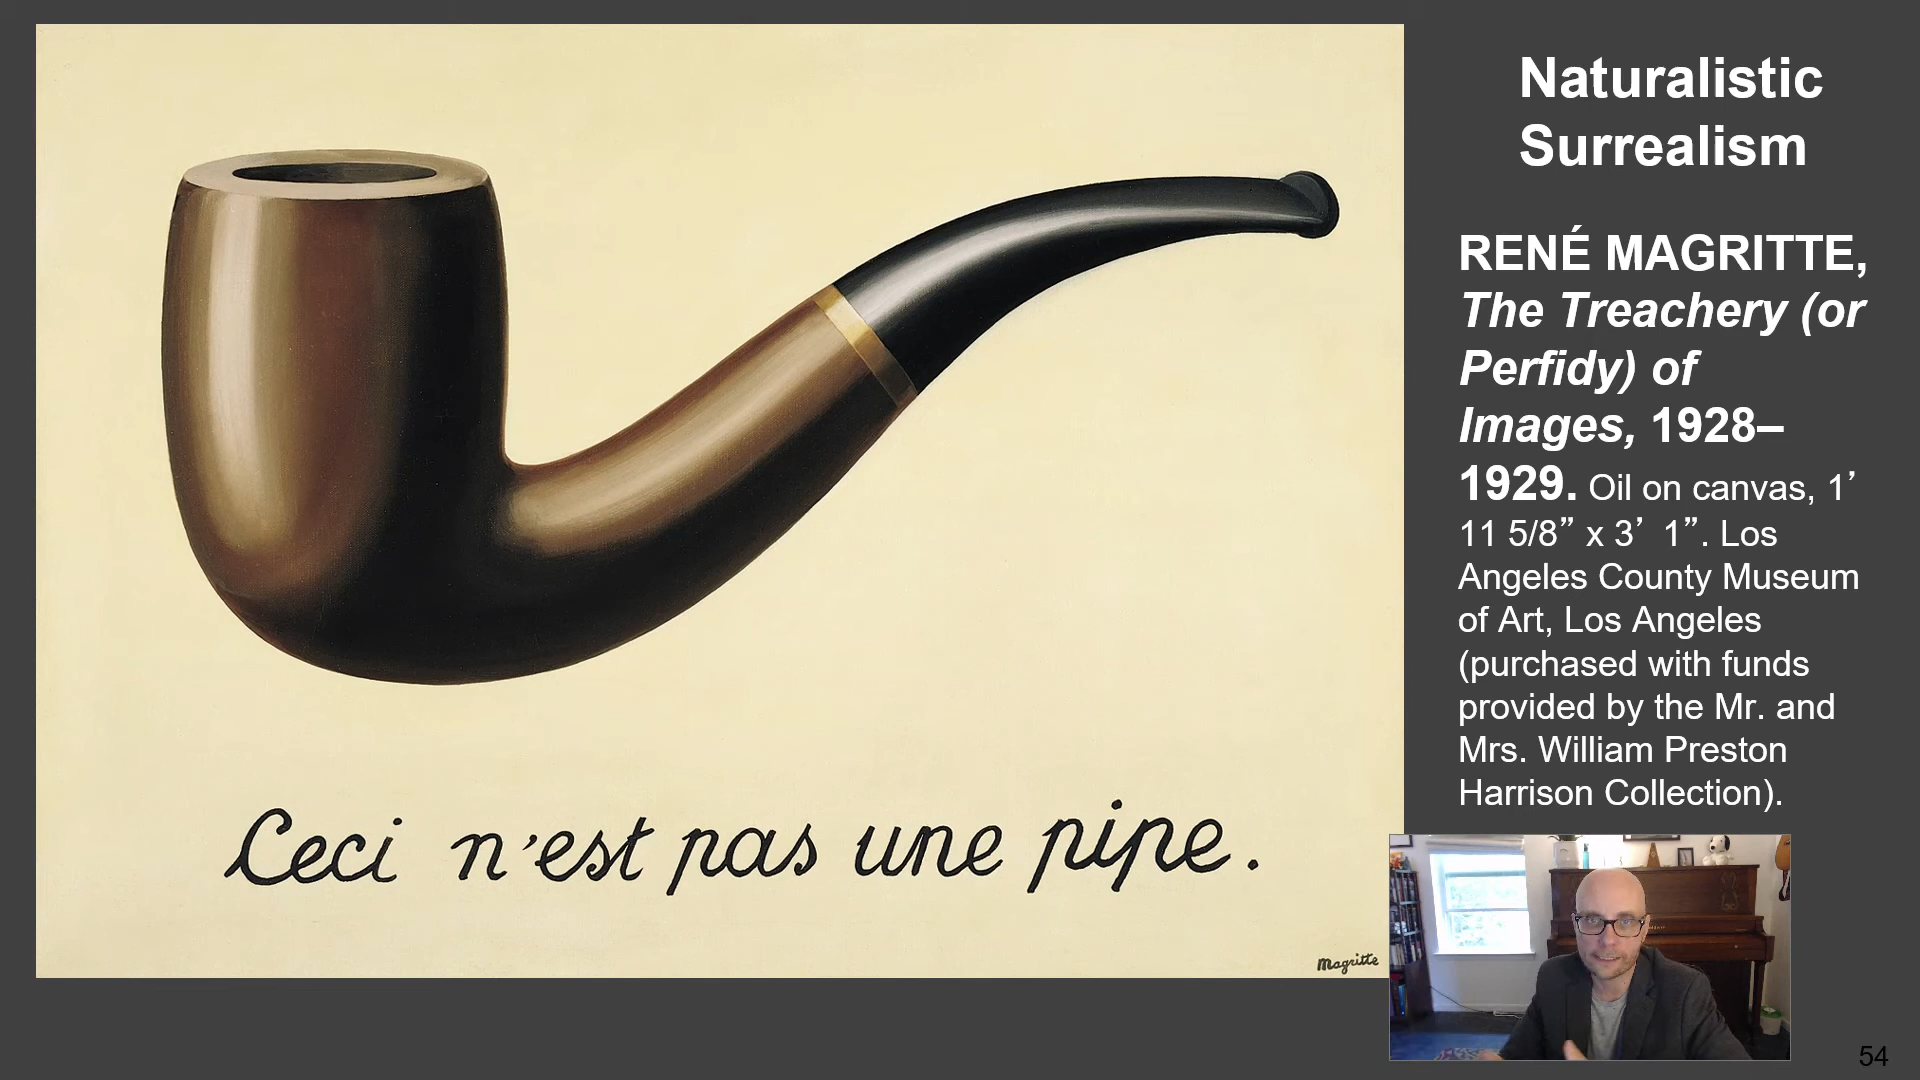 Ceci n'est pas une pipe.
Magritte
Naturalistic
Surrealism
RENÉ MAGRITTE,
The Treachery (or
Perfidy) of
Images, 1928–
1929. Oil on canvas, 1’
11 5/8” x 3’ 1”. Los
Angeles County Museum
of Art, Los Angeles
(purchased with funds
provided by the Mr. and
Mrs. William Preston
Harrison Collection).
54